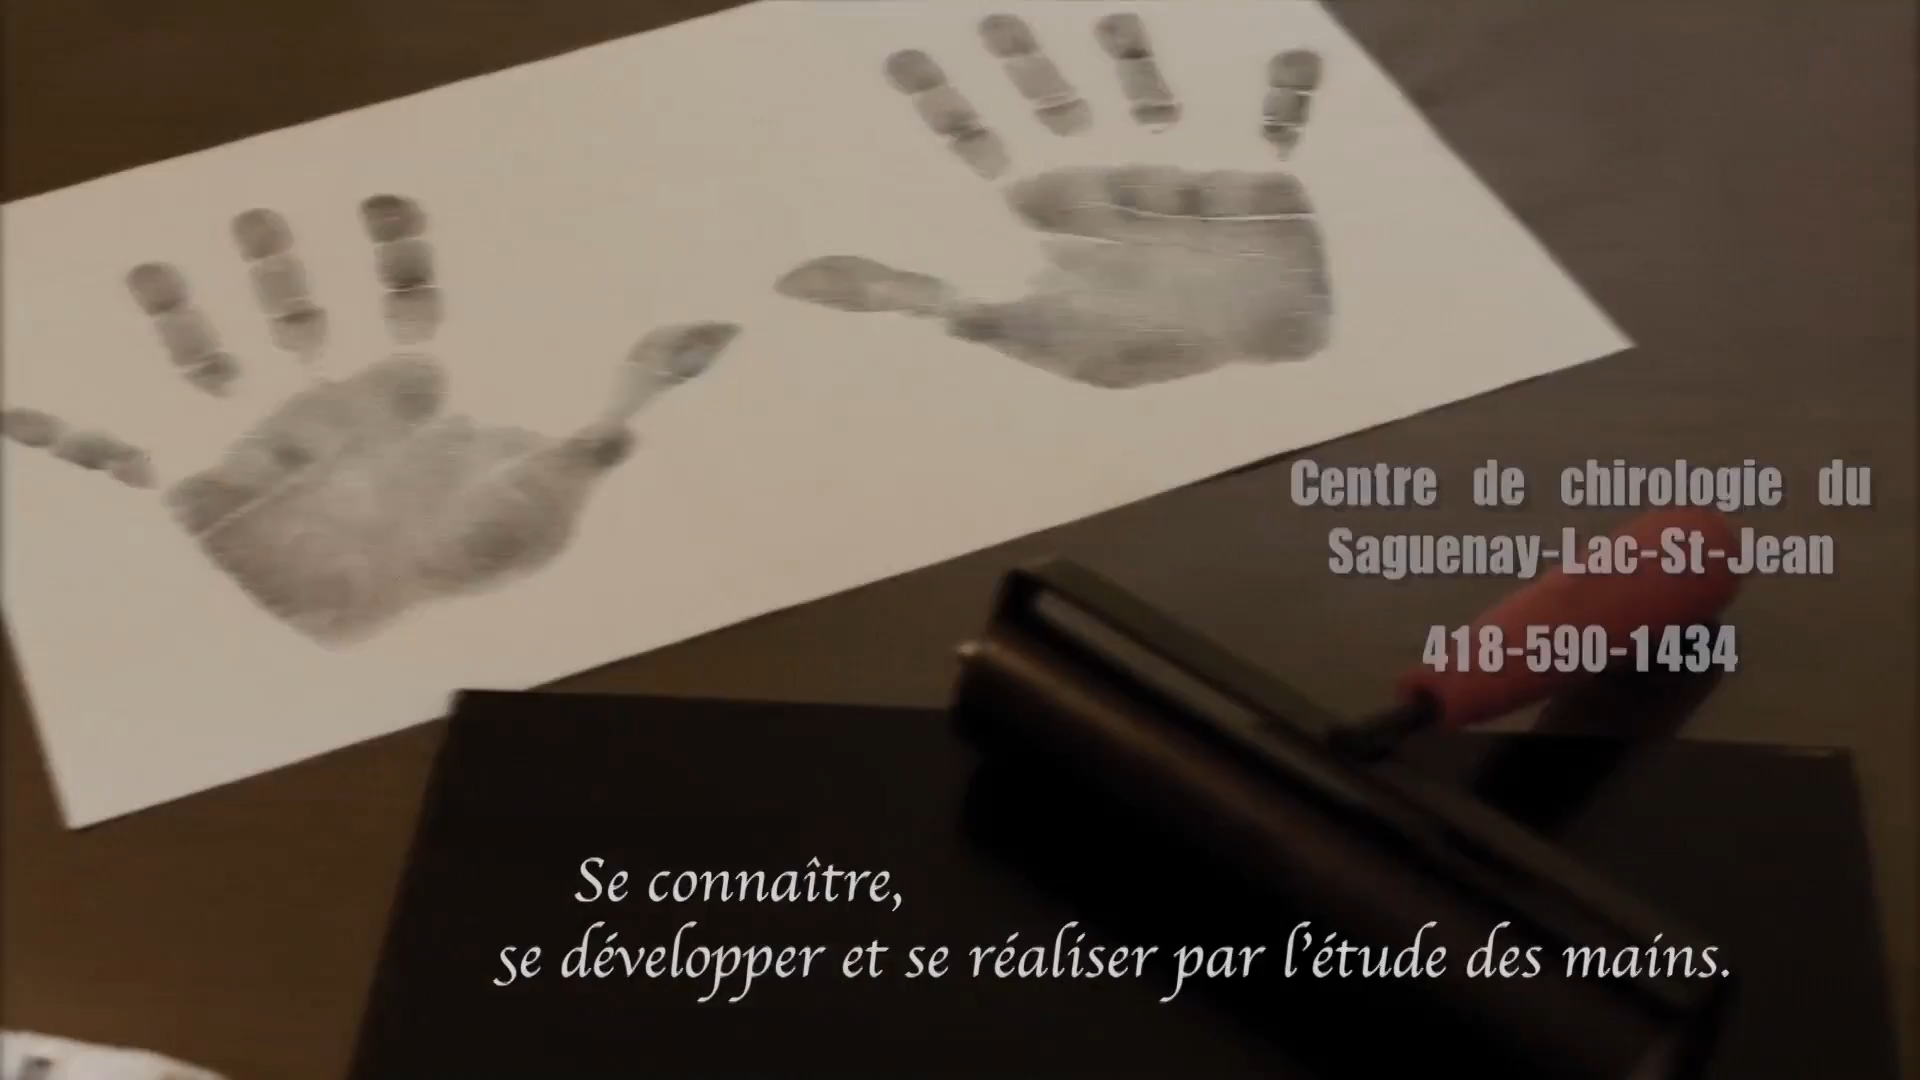 Centre de chirologie du
Saguenay-Lac-St-Jean
418-590-1434
Se connaître,
se développer et se réaliser par l'étude des mains.